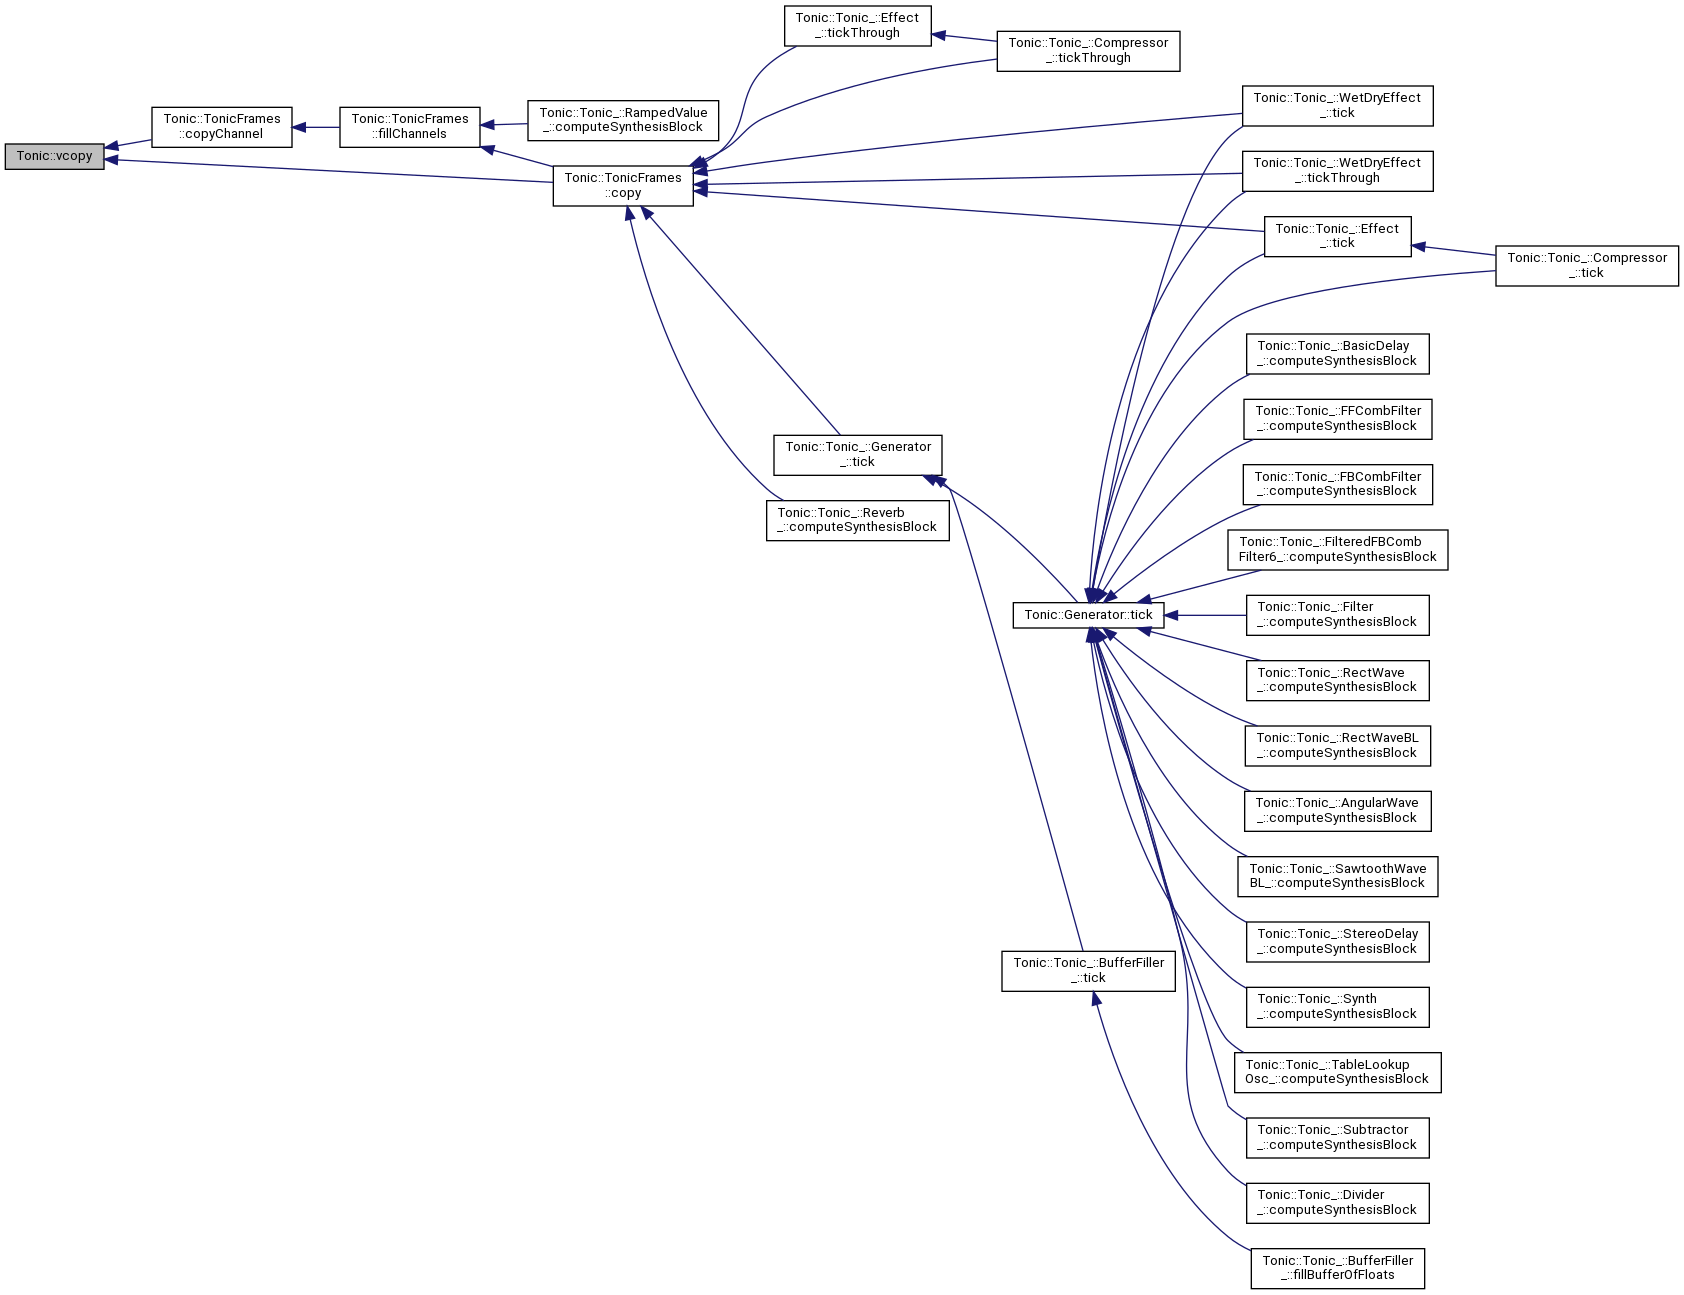 Tonic::vcopy
Tonic::TonicFrames
::copyChannel
Tonic::TonicFrames
::fillChannels
Tonic::Tonic_::RampedValue
_::computeSynthesisBlock
Tonic::TonicFrames
::copy
Tonic::Tonic_::Effect
_::tickThrough
Tonic::Tonic_::Compressor
_::tickThrough
Tonic::Tonic_::WetDryEffect
_::tick
Tonic::Tonic_::WetDryEffect
_::tickThrough
Tonic::Tonic_::Effect
_::tick
Tonic::Tonic_::Compressor
_::tick
Tonic::Tonic_::Generator
_::tick
Tonic::Tonic_::Reverb
_::computeSynthesisBlock
Tonic::Generator::tick
Tonic::Tonic_::BasicDelay
_::computeSynthesisBlock
Tonic::Tonic_::FFCombFilter
_::computeSynthesisBlock
Tonic::Tonic_::FBCombFilter
_::computeSynthesisBlock
Tonic::Tonic_::FilteredFBComb
Filter6_::computeSynthesisBlock
Tonic::Tonic_::Filter
_::computeSynthesisBlock
Tonic::Tonic_::RectWave
_::computeSynthesisBlock
Tonic::Tonic_::RectWaveBL
_::computeSynthesisBlock
Tonic::Tonic_::AngularWave
_::computeSynthesisBlock
Tonic::Tonic_::SawtoothWave
BL_::computeSynthesisBlock
Tonic::Tonic_::StereoDelay
_::computeSynthesisBlock
Tonic::Tonic_::Synth
_::computeSynthesisBlock
Tonic::Tonic_::TableLookup
Osc_::computeSynthesisBlock
Tonic::Tonic_::Subtractor
_::computeSynthesisBlock
Tonic::Tonic_::Divider
_::computeSynthesisBlock
Tonic::Tonic_::BufferFiller
_::tick
Tonic::Tonic_::BufferFiller
_::fillBufferOfFloats